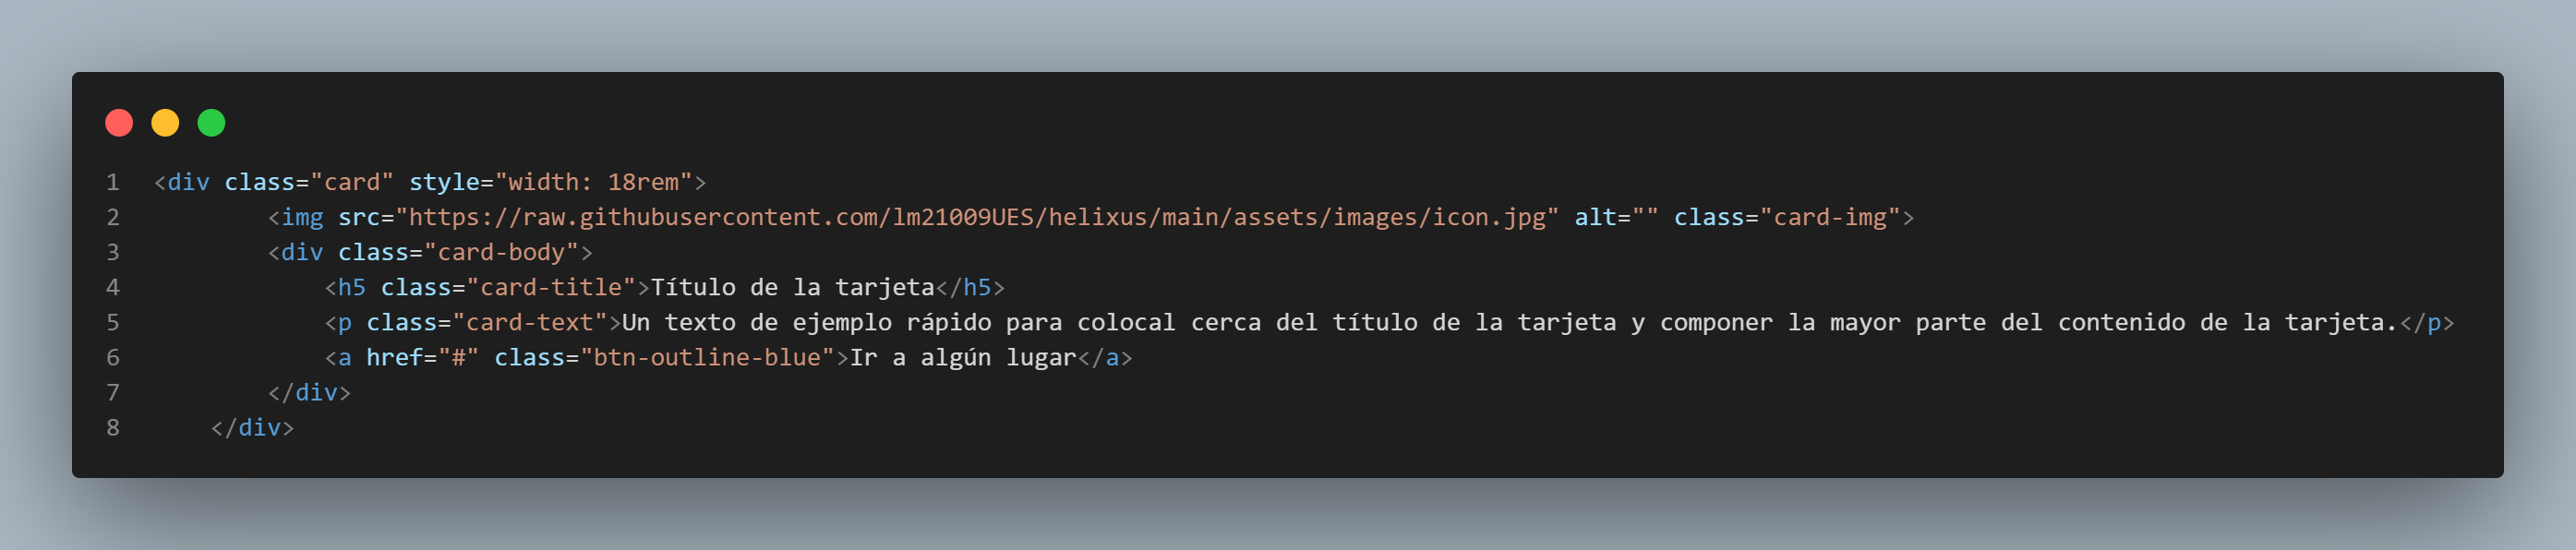 1 <div class="card" style="width: 18rem">
2 <img src="https://raw.githubusercontent.com/lm21009UES/helixus/main/assets/images/icon.jpg" alt="" class="card-img">
3 <div class="card-body">
4 <h5 class="card-title">Título de la tarjeta</h5>
5 <p class="card-text">Un texto de ejemplo rápido para colocal cerca del título de la tarjeta y componer la mayor parte del contenido de la tarjeta.</p>
6 <a href="#" class="btn-outline-blue">Ir a algún lugar</a>
7 </div>
8 </div>